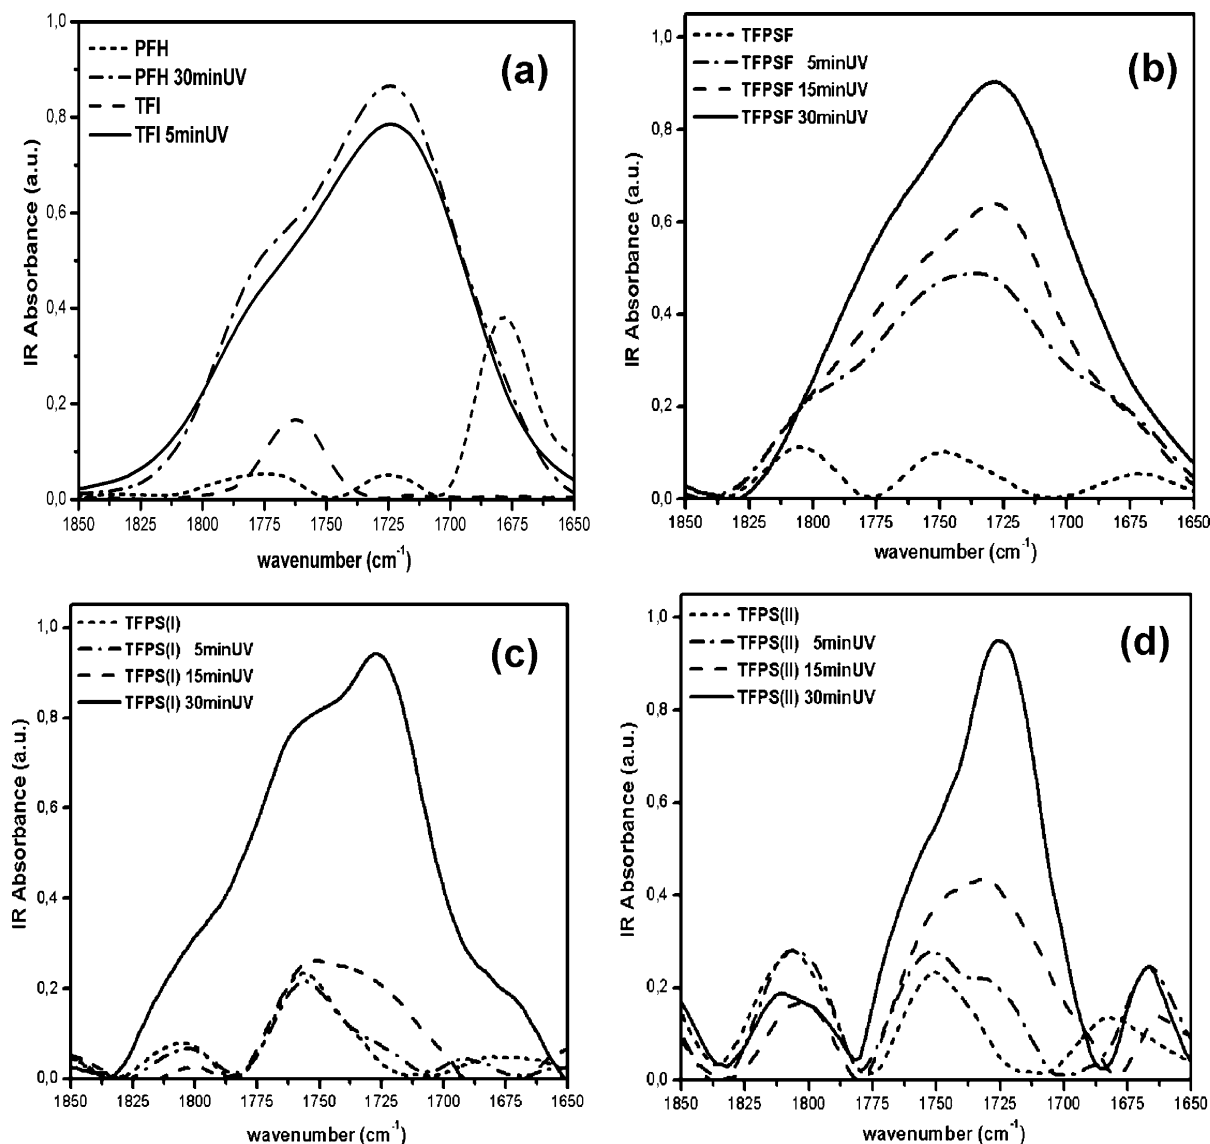 (a)
PFH
PFH 30minUV
TFI
TFI 5minUV
IR Absorbance (a.u.)
1,0
0,8
0,6
0,4
0,2
0,0
1850 1825 1800 1775 1750 1725 1700 1675 1650
wavenumber (cm⁻¹)
(b)
TFPSF
TFPSF 5minUV
TFPSF 15minUV
TFPSF 30minUV
IR Absorbance (a.u.)
1,0
0,8
0,6
0,4
0,2
0,0
1850 1825 1800 1775 1750 1725 1700 1675 1650
wavenumber (cm⁻¹)
(c)
TFPS(I)
TFPS(I) 5minUV
TFPS(I) 15minUV
TFPS(I) 30minUV
IR Absorbance (a.u.)
1,0
0,8
0,6
0,4
0,2
0,0
1850 1825 1800 1775 1750 1725 1700 1675 1650
wavenumber (cm⁻¹)
(d)
TFPS(II)
TFPS(II) 5minUV
TFPS(II) 15minUV
TFPS(II) 30minUV
IR Absorbance (a.u.)
1,0
0,8
0,6
0,4
0,2
0,0
1850 1825 1800 1775 1750 1725 1700 1675 1650
wavenumber (cm⁻¹)